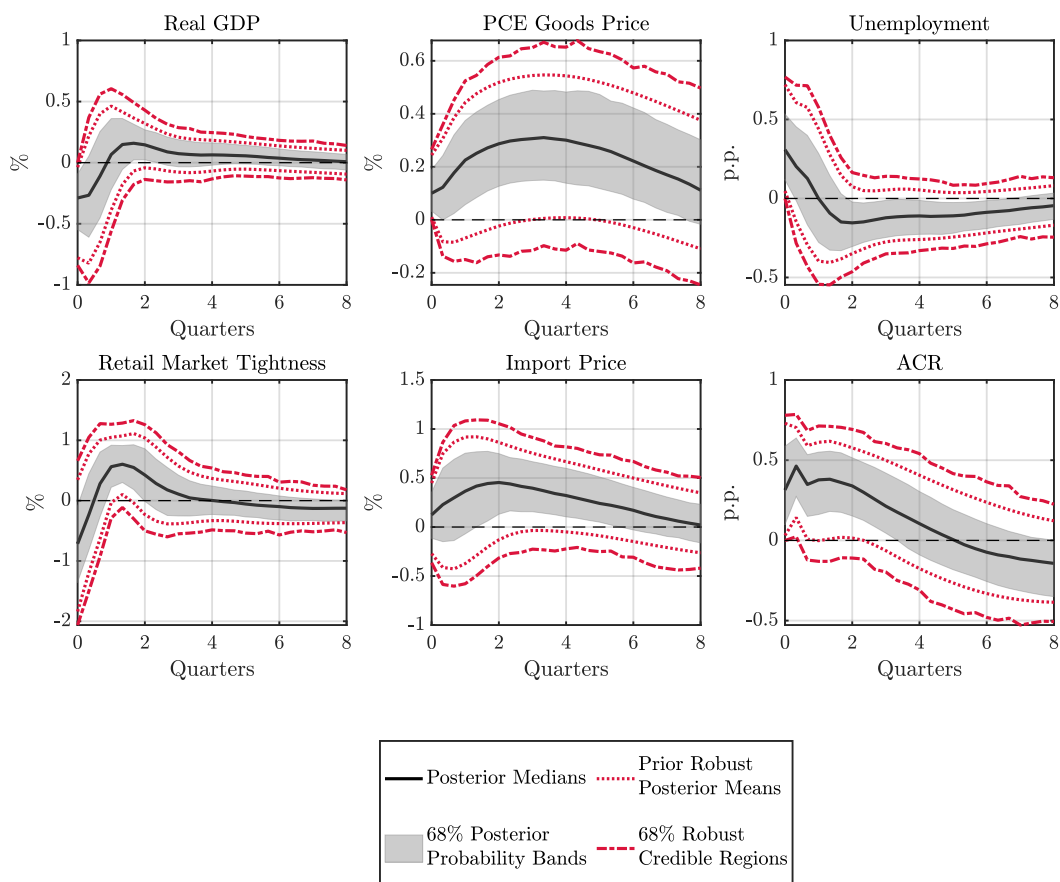 Real GDP
PCE Goods Price
Unemployment
1
0.5
0
-0.5
-1
%
0 2 4 6 8
Quarters
0.6
0.4
0.2
0
-0.2
%
0 2 4 6 8
Quarters
1
0.5
0
-0.5
p.p.
0 2 4 6 8
Quarters
Retail Market Tightness
Import Price
ACR
2
1
0
-1
-2
%
0 2 4 6 8
Quarters
1.5
1
0.5
0
-0.5
-1
%
0 2 4 6 8
Quarters
1
0.5
0
-0.5
p.p.
0 2 4 6 8
Quarters
Posterior Medians
Prior Robust
Posterior Means
68% Posterior
Probability Bands
68% Robust
Credible Regions